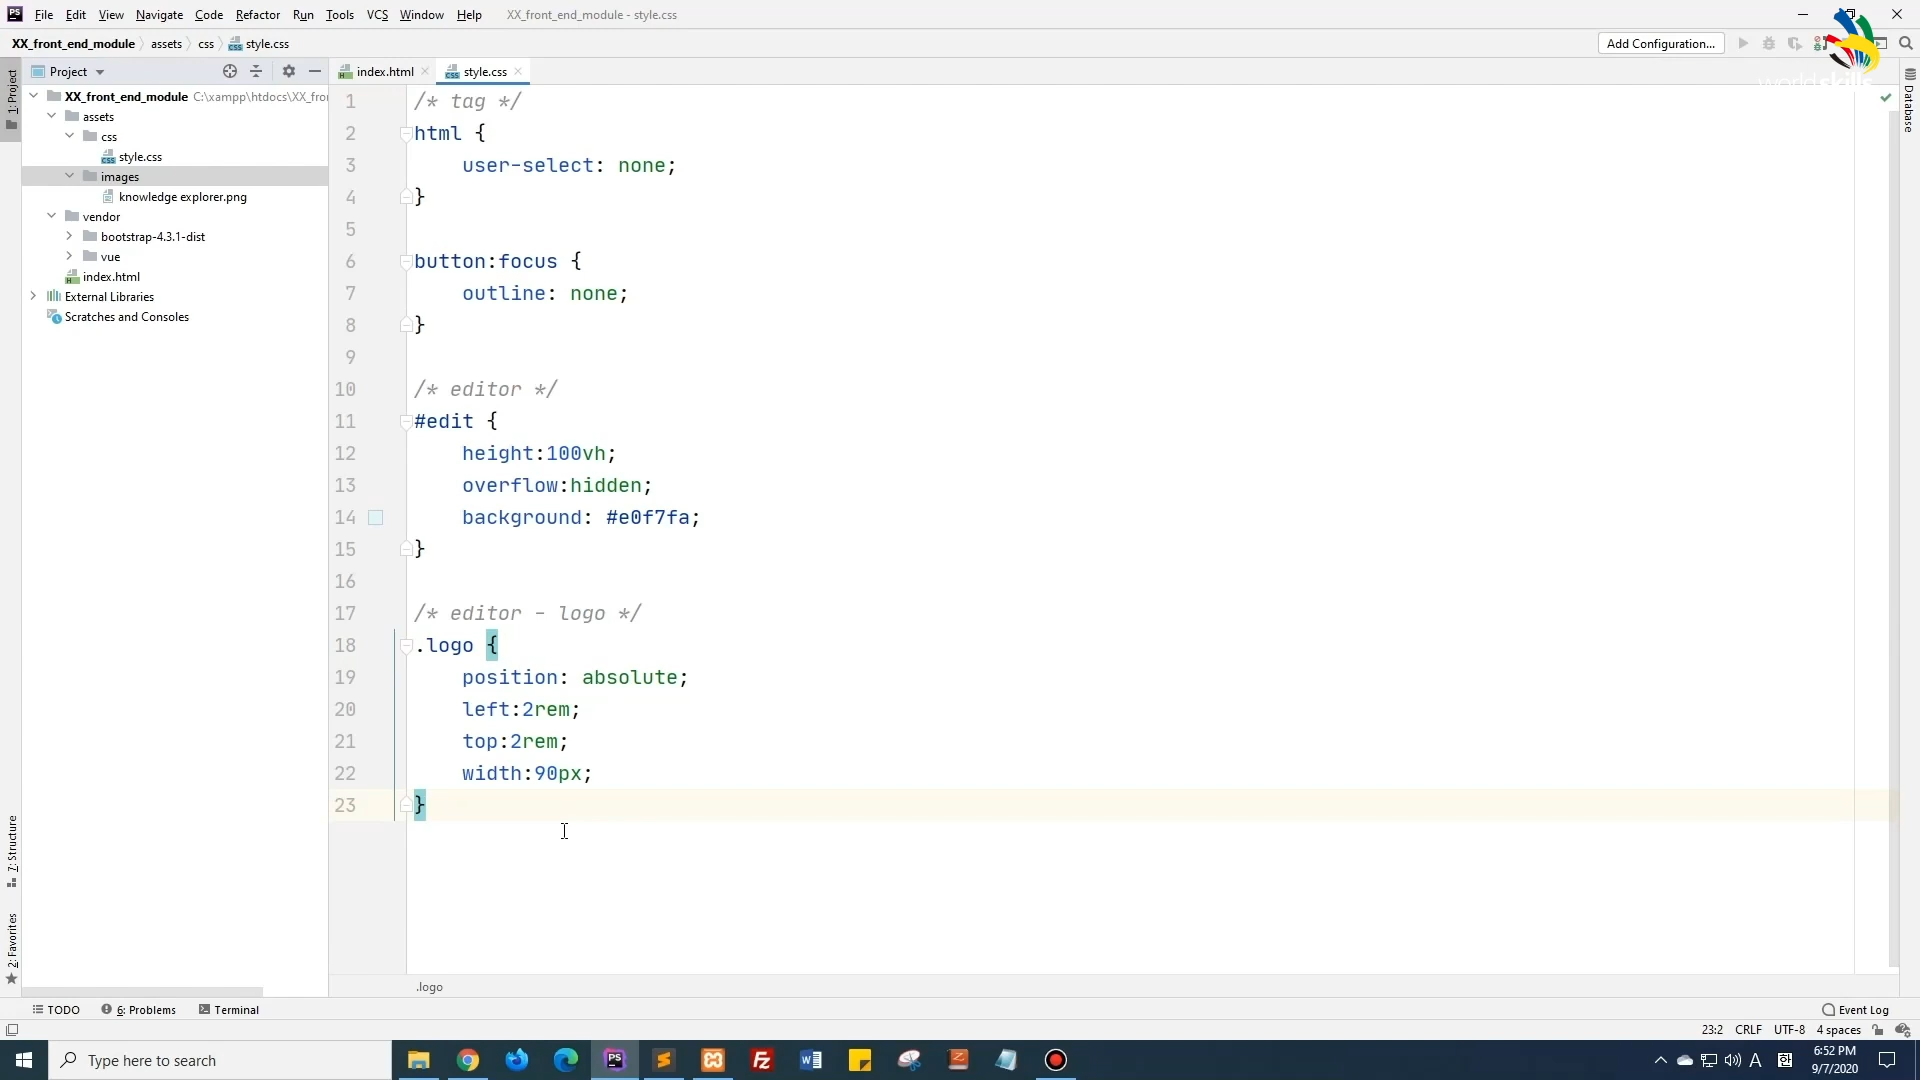 File Edit View Navigate Code Refactor Run Tools VCS Window Help XX_front_end_module - style.css
XX_front_end_module assets css style.css Add Configuration...
Project index.html style.css
1: Project
XX_front_end_module C:\xampp\htdocs\XX_fro
assets
css
style.css
images
knowledge explorer.png
vendor
bootstrap-4.3.1-dist
vue
index.html
External Libraries
Scratches and Consoles
1 /* tag */
2 html {
3 user-select: none;
4 }
5
6 button:focus {
7 outline: none;
8 }
9
10 /* editor */
11 #edit {
12 height:100vh;
13 overflow:hidden;
14 background: #e0f7fa;
15 }
16
17 /* editor - logo */
18 .logo {
19 position: absolute;
20 left:2rem;
21 top:2rem;
22 width:90px;
23 }
.logo
worldskills
Database
7: Structure
2: Favorites
TODO 6: Problems Terminal Event Log
23:2 CRLF UTF-8 4 spaces
Type here to search
A 한 6:52 PM
9/7/2020